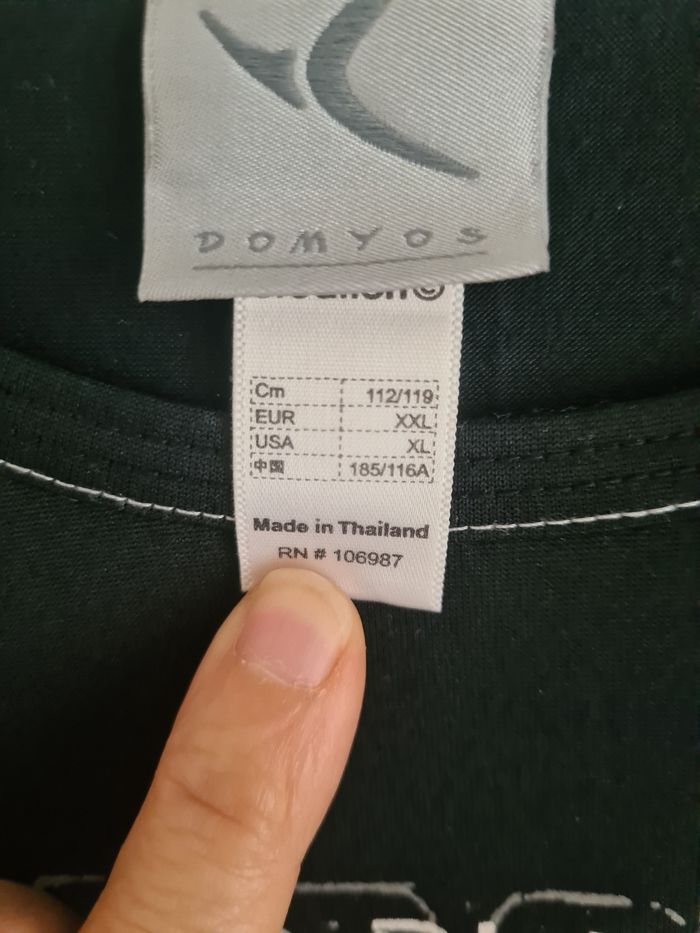 DOMYOS
Cm 112/119
EUR XXL
USA XL
中国 185/116A
Made in Thailand
RN # 106987